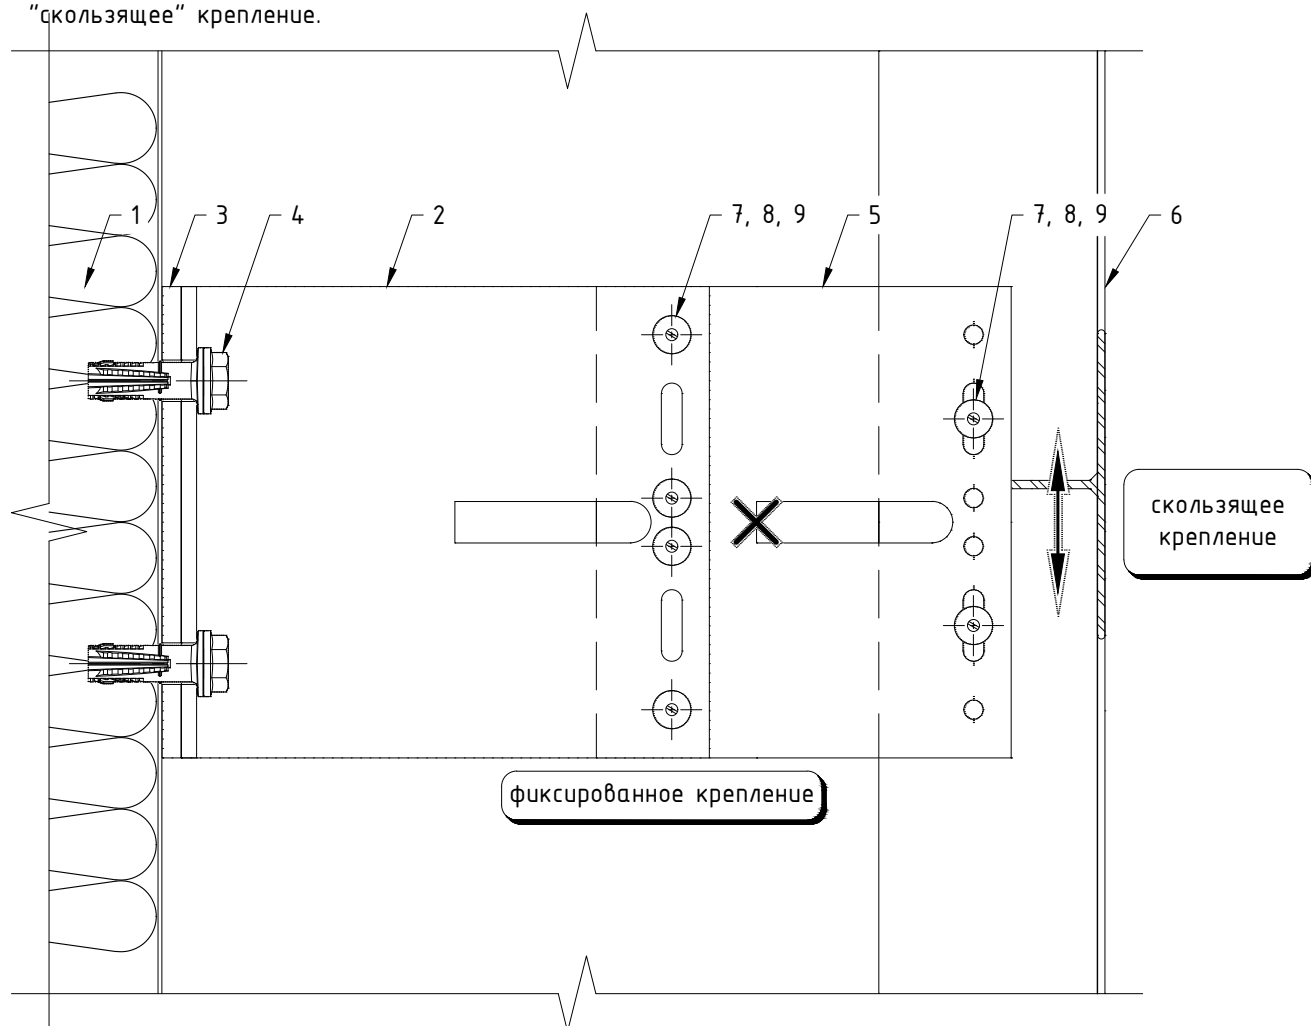 "скользящее" крепление.
1
3
4
2
7, 8, 9
5
7, 8, 9
6
скользящее
крепление
фиксированное крепление